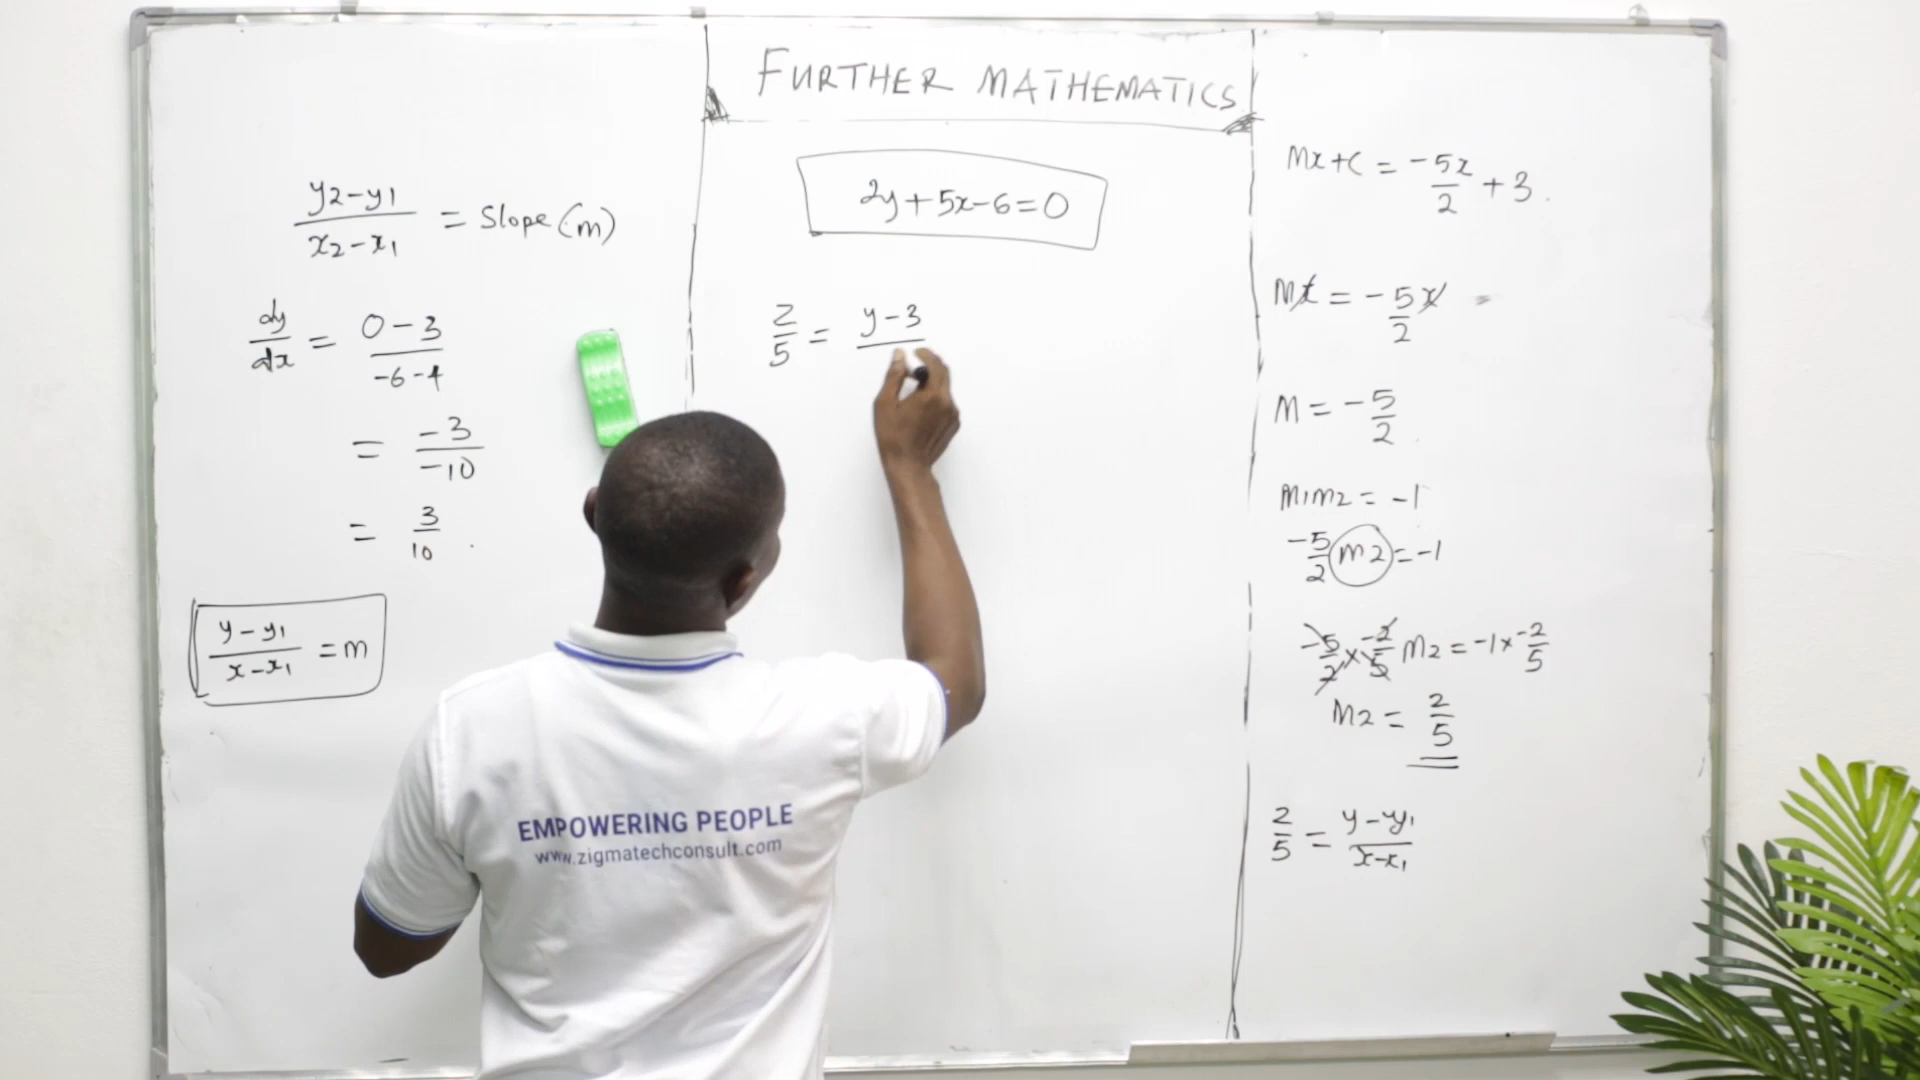 FURTHER MATHEMATICS
y2-y1
x2-x1
= Slope (m)
dy
dx
=
0-3
-6-4
=
-3
-10
=
3
10
.
y-y1
x-x1
=m
2y+5x-6=0
2
5
=
y-3
Mx+C = -5x
2
+3.
Mx = -5x
2
=
M = -5
2
M1M2 = -1
-5
2
m2
=-1
-5
2
x
-2
5
M2 = -1x
-2
5
M2 =
2
5
2
5
=
y-y1
x-x1
EMPOWERING PEOPLE
www.zigmatechconsult.com